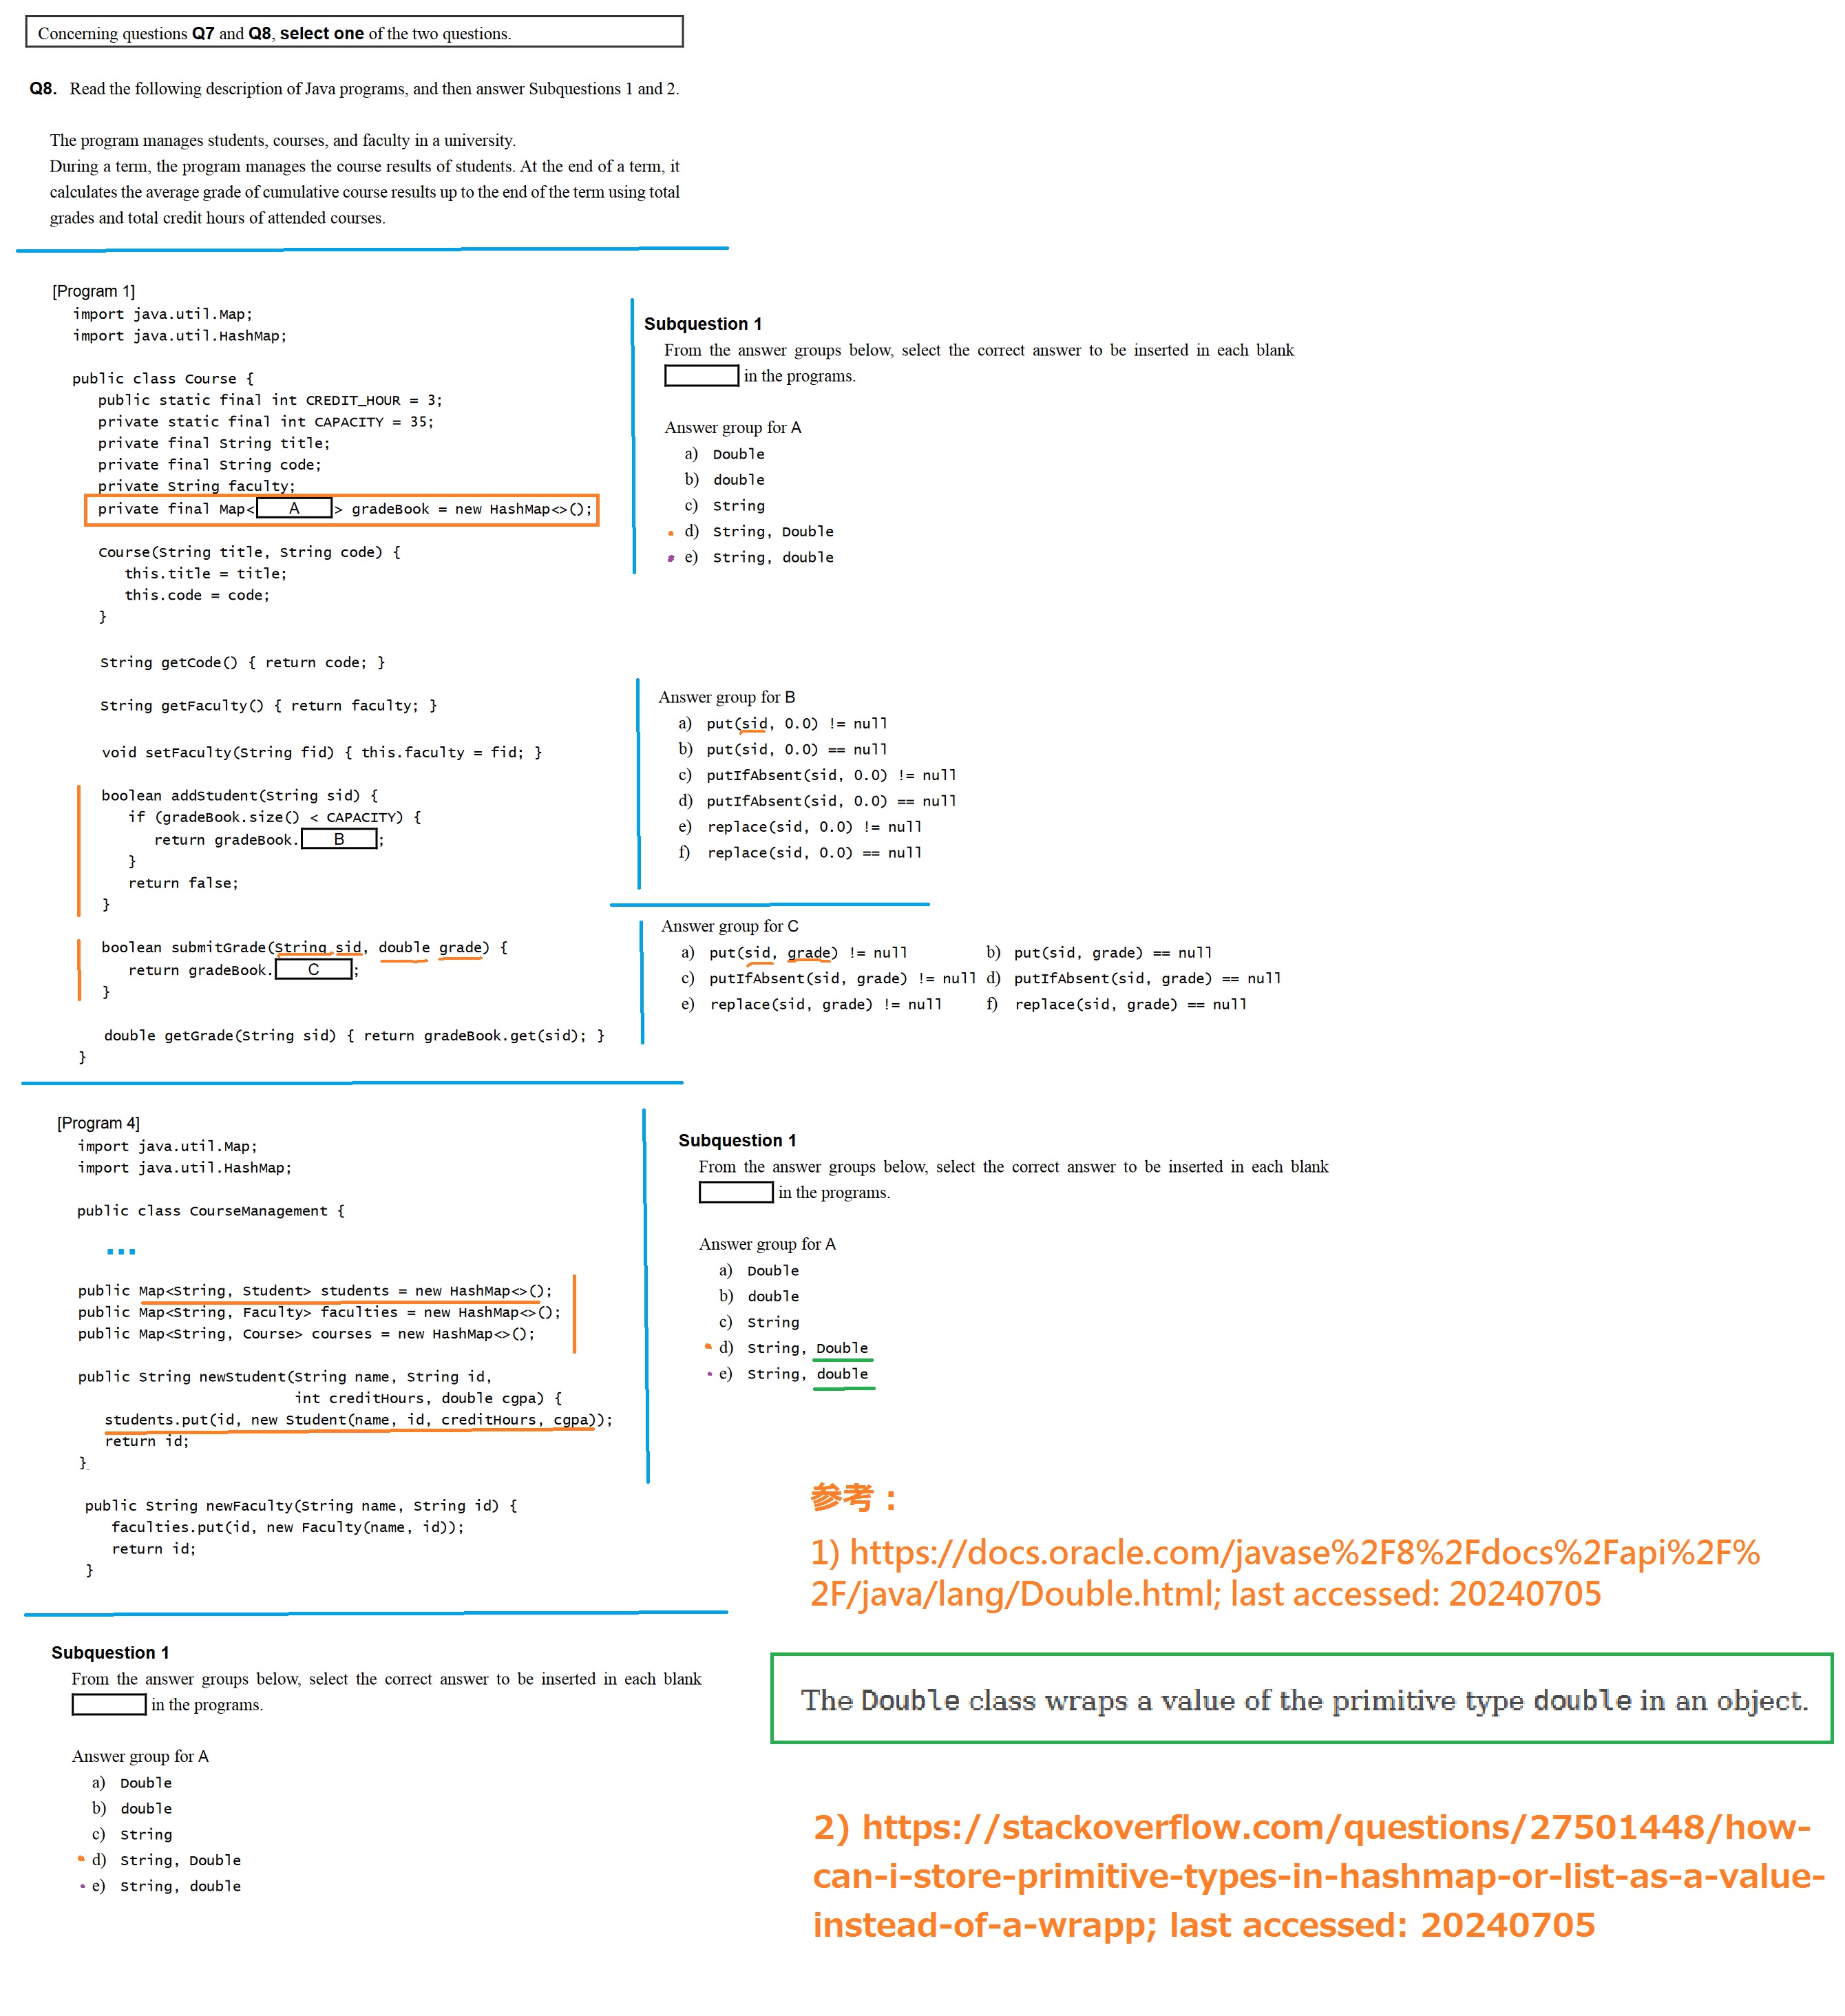 Concerning questions Q7 and Q8, select one of the two questions.
Q8. Read the following description of Java programs, and then answer Subquestions 1 and 2.
The program manages students, courses, and faculty in a university.
During a term, the program manages the course results of students. At the end of a term, it
calculates the average grade of cumulative course results up to the end of the term using total
grades and total credit hours of attended courses.
[Program 1]
import java.util.Map;
import java.util.HashMap;
public class Course {
public static final int CREDIT_HOUR = 3;
private static final int CAPACITY = 35;
private final String title;
private final String code;
private String faculty;
private final Map< A > gradeBook = new HashMap<>();
Course(String title, String code) {
this.title = title;
this.code = code;
}
String getCode() { return code; }
String getFaculty() { return faculty; }
void setFaculty(String fid) { this.faculty = fid; }
boolean addStudent(String sid) {
if (gradeBook.size() < CAPACITY) {
return gradeBook. B ;
}
return false;
}
boolean submitGrade(String sid, double grade) {
return gradeBook. C ;
}
double getGrade(String sid) { return gradeBook.get(sid); }
}
Subquestion 1
From the answer groups below, select the correct answer to be inserted in each blank
in the programs.
Answer group for A
a) Double
b) double
c) String
d) String, Double
e) String, double
Answer group for B
a) put(sid, 0.0) != null
b) put(sid, 0.0) == null
c) putIfAbsent(sid, 0.0) != null
d) putIfAbsent(sid, 0.0) == null
e) replace(sid, 0.0) != null
f) replace(sid, 0.0) == null
Answer group for C
a) put(sid, grade) != null b) put(sid, grade) == null
c) putIfAbsent(sid, grade) != null d) putIfAbsent(sid, grade) == null
e) replace(sid, grade) != null f) replace(sid, grade) == null
[Program 4]
import java.util.Map;
import java.util.HashMap;
public class CourseManagement {
...
public Map<String, Student> students = new HashMap<>();
public Map<String, Faculty> faculties = new HashMap<>();
public Map<String, Course> courses = new HashMap<>();
public String newStudent(String name, String id,
int creditHours, double cgpa) {
students.put(id, new Student(name, id, creditHours, cgpa));
return id;
}
public String newFaculty(String name, String id) {
faculties.put(id, new Faculty(name, id));
return id;
}
Subquestion 1
From the answer groups below, select the correct answer to be inserted in each blank
in the programs.
Answer group for A
a) Double
b) double
c) String
d) String, Double
e) String, double
参考：
1) https://docs.oracle.com/javase%2F8%2Fdocs%2Fapi%2F%
2F/java/lang/Double.html; last accessed: 20240705
The Double class wraps a value of the primitive type double in an object.
2) https://stackoverflow.com/questions/27501448/how-
can-i-store-primitive-types-in-hashmap-or-list-as-a-value-
instead-of-a-wrapp; last accessed: 20240705
Subquestion 1
From the answer groups below, select the correct answer to be inserted in each blank
in the programs.
Answer group for A
a) Double
b) double
c) String
d) String, Double
e) String, double